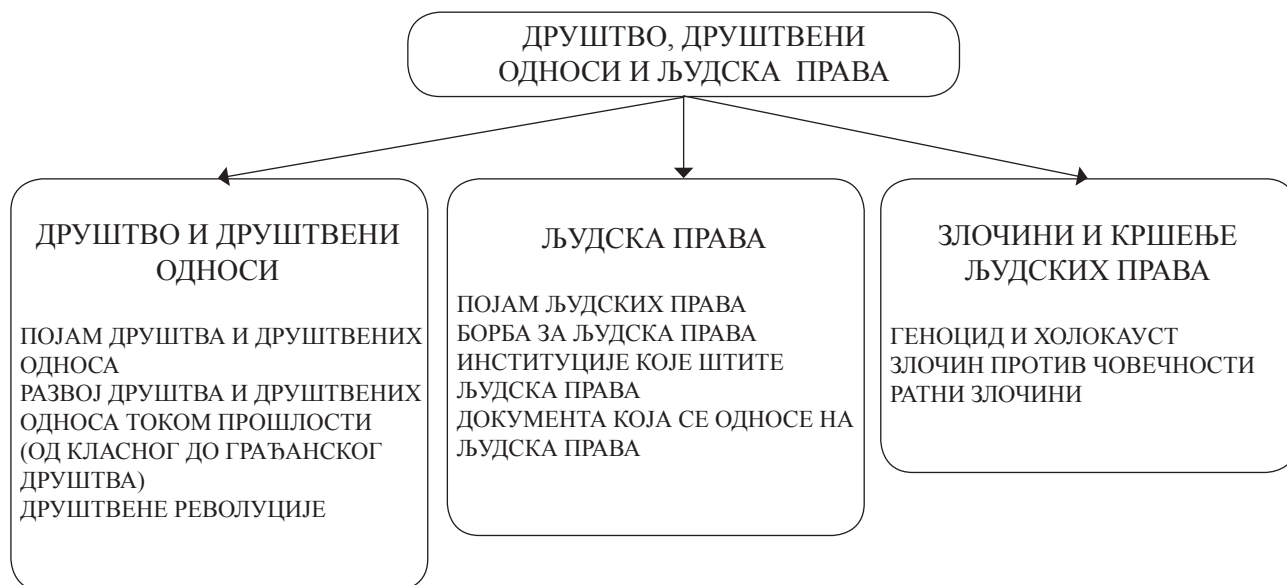 ДРУШТВО, ДРУШТВЕНИ
ОДНОСИ И ЉУДСКА ПРАВА
ДРУШТВО И ДРУШТВЕНИ
ОДНОСИ
ПОЈАМ ДРУШТВА И ДРУШТВЕНИХ
ОДНОСА
РАЗВОЈ ДРУШТВА И ДРУШТВЕНИХ
ОДНОСА ТОКОМ ПРОШЛОСТИ
(ОД КЛАСНОГ ДО ГРАЂАНСКОГ
ДРУШТВА)
ДРУШТВЕНЕ РЕВОЛУЦИЈЕ
ЉУДСКА ПРАВА
ПОЈАМ ЉУДСКИХ ПРАВА
БОРБА ЗА ЉУДСКА ПРАВА
ИНСТИТУЦИЈЕ КОЈЕ ШТИТЕ
ЉУДСКА ПРАВА
ДОКУМЕНТА КОЈА СЕ ОДНОСЕ НА
ЉУДСКА ПРАВА
ЗЛОЧИНИ И КРШЕЊЕ
ЉУДСКИХ ПРАВА
ГЕНОЦИД И ХОЛОКАУСТ
ЗЛОЧИН ПРОТИВ ЧОВЕЧНОСТИ
РАТНИ ЗЛОЧИНИ